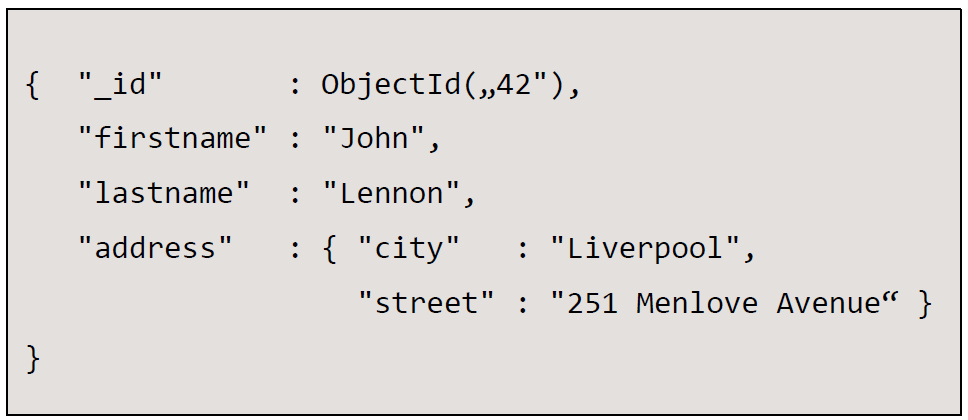 {  "_id"       : ObjectId(„42"),
   "firstname" : "John",
   "lastname"  : "Lennon",
   "address"   : { "city"   : "Liverpool",
                   "street" : "251 Menlove Avenue“ }
}